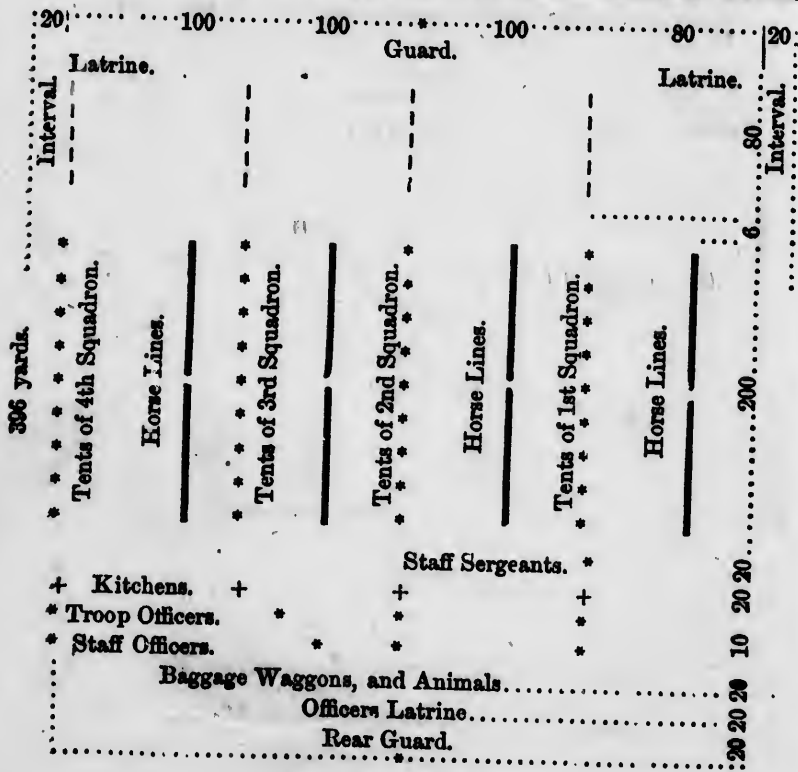 20 100 100 * 100 80 20
Guard.
Latrine. Latrine.
Interval. 80 Interval.
6
396 yards. Tents of 4th Squadron. Horse Lines. Tents of 3rd Squadron. Tents of 2nd Squadron. Horse Lines. Tents of 1st Squadron. Horse Lines. 200
Staff Sergeants. * 20
+ Kitchens. + + + 20
* Troop Officers. * * *
* Staff Officers. * * * 10
Baggage Waggons, and Animals. 20
Officers Latrine. 20
Rear Guard. 20